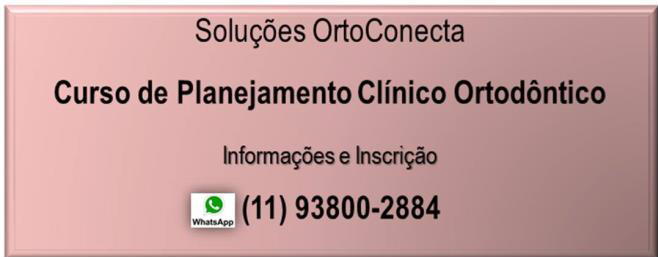 Soluções OrtoConecta
Curso de Planejamento Clínico Ortodôntico
Informações e Inscrição
WhatsApp (11) 93800-2884